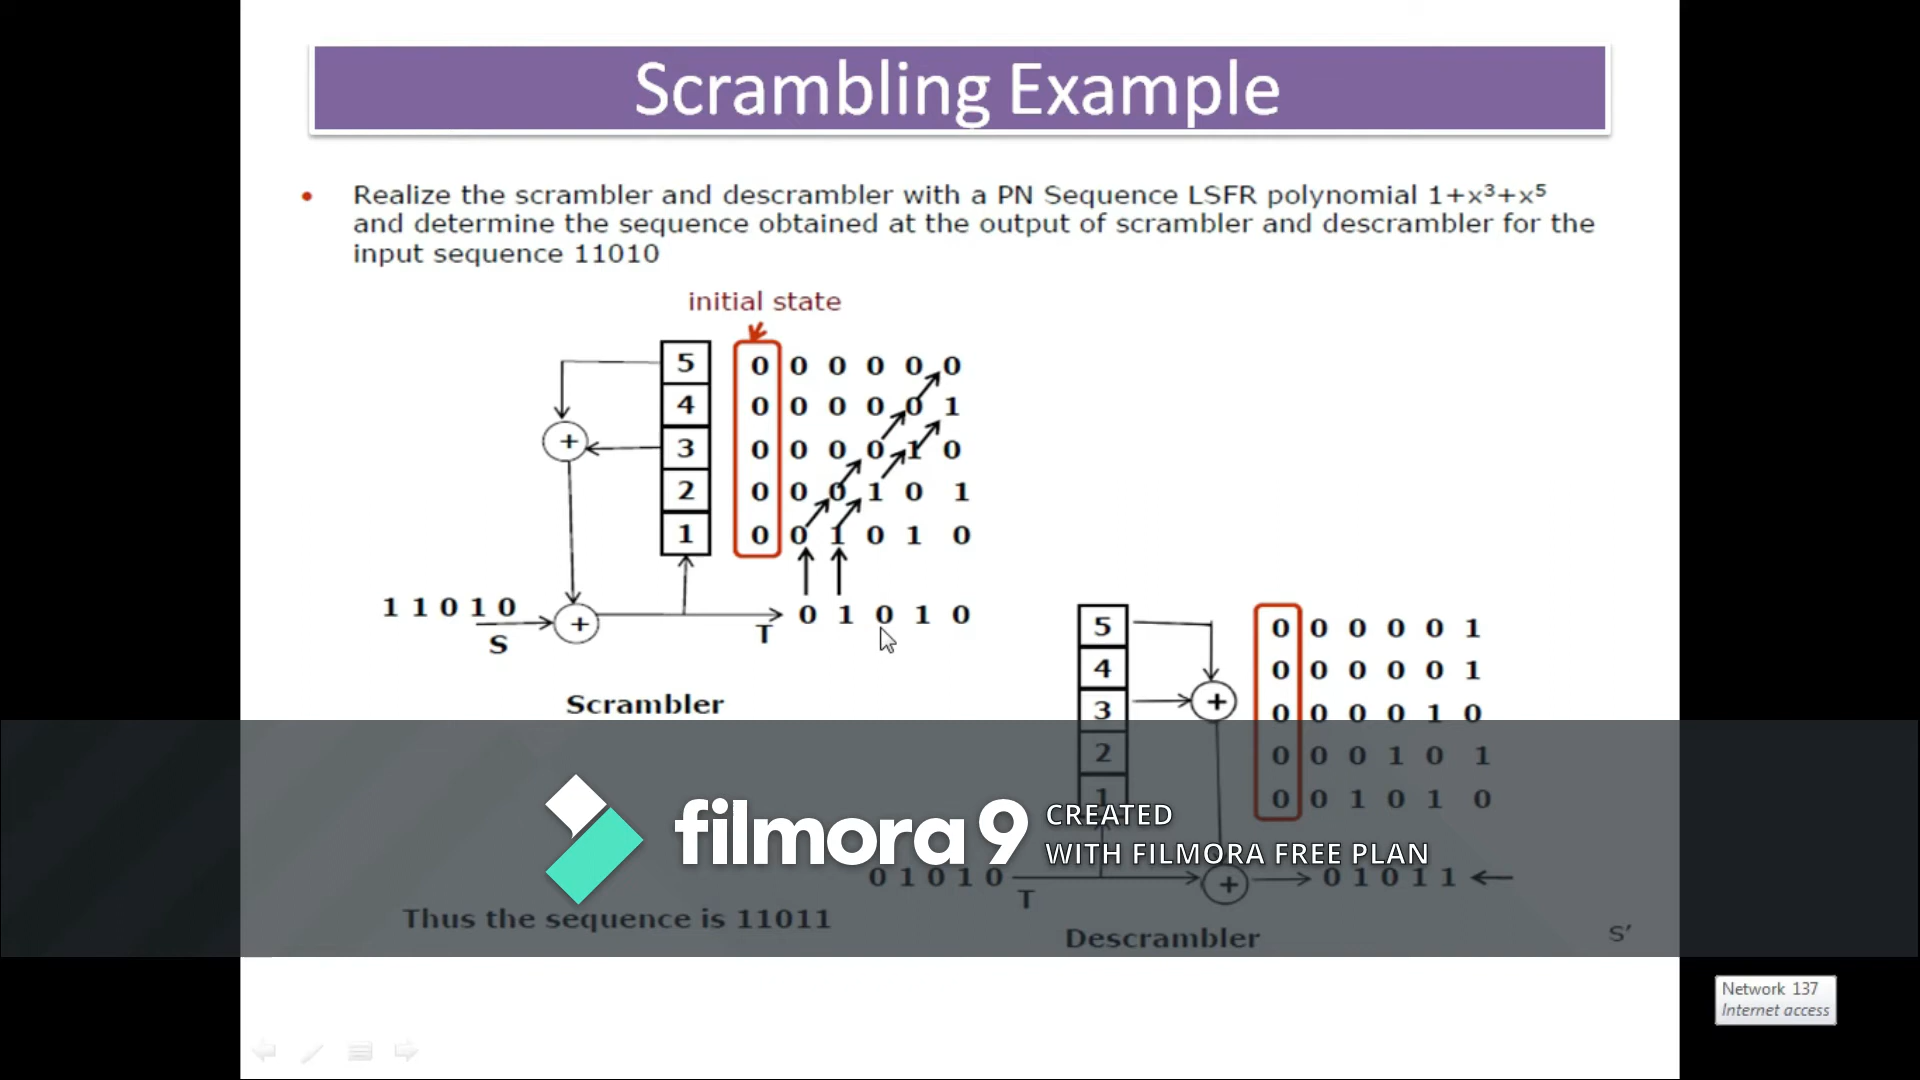 Scrambling Example
• Realize the scrambler and descrambler with a PN Sequence LSFR polynomial 1+x³+x⁵
and determine the sequence obtained at the output of scrambler and descrambler for the
input sequence 11010
initial state
5 0 0 0 0 0 0
4 0 0 0 0 0 1
+
3 0 0 0 0 1 0
2 0 0 0 1 0 1
1 0 0 1 0 1 0
1 1 0 1 0
S
+
T
0 1 0 1 0
Scrambler
5 0 0 0 0 0 1
4 0 0 0 0 0 1
3 + 0 0 0 0 1 0
2 0 0 0 1 0 1
1 0 0 1 0 1 0
filmora 9
CREATED
WITH FILMORA FREE PLAN
0 1 0 1 0
T
+
0 1 0 1 1
Thus the sequence is 11011
Descrambler
S′
Network 137
Internet access